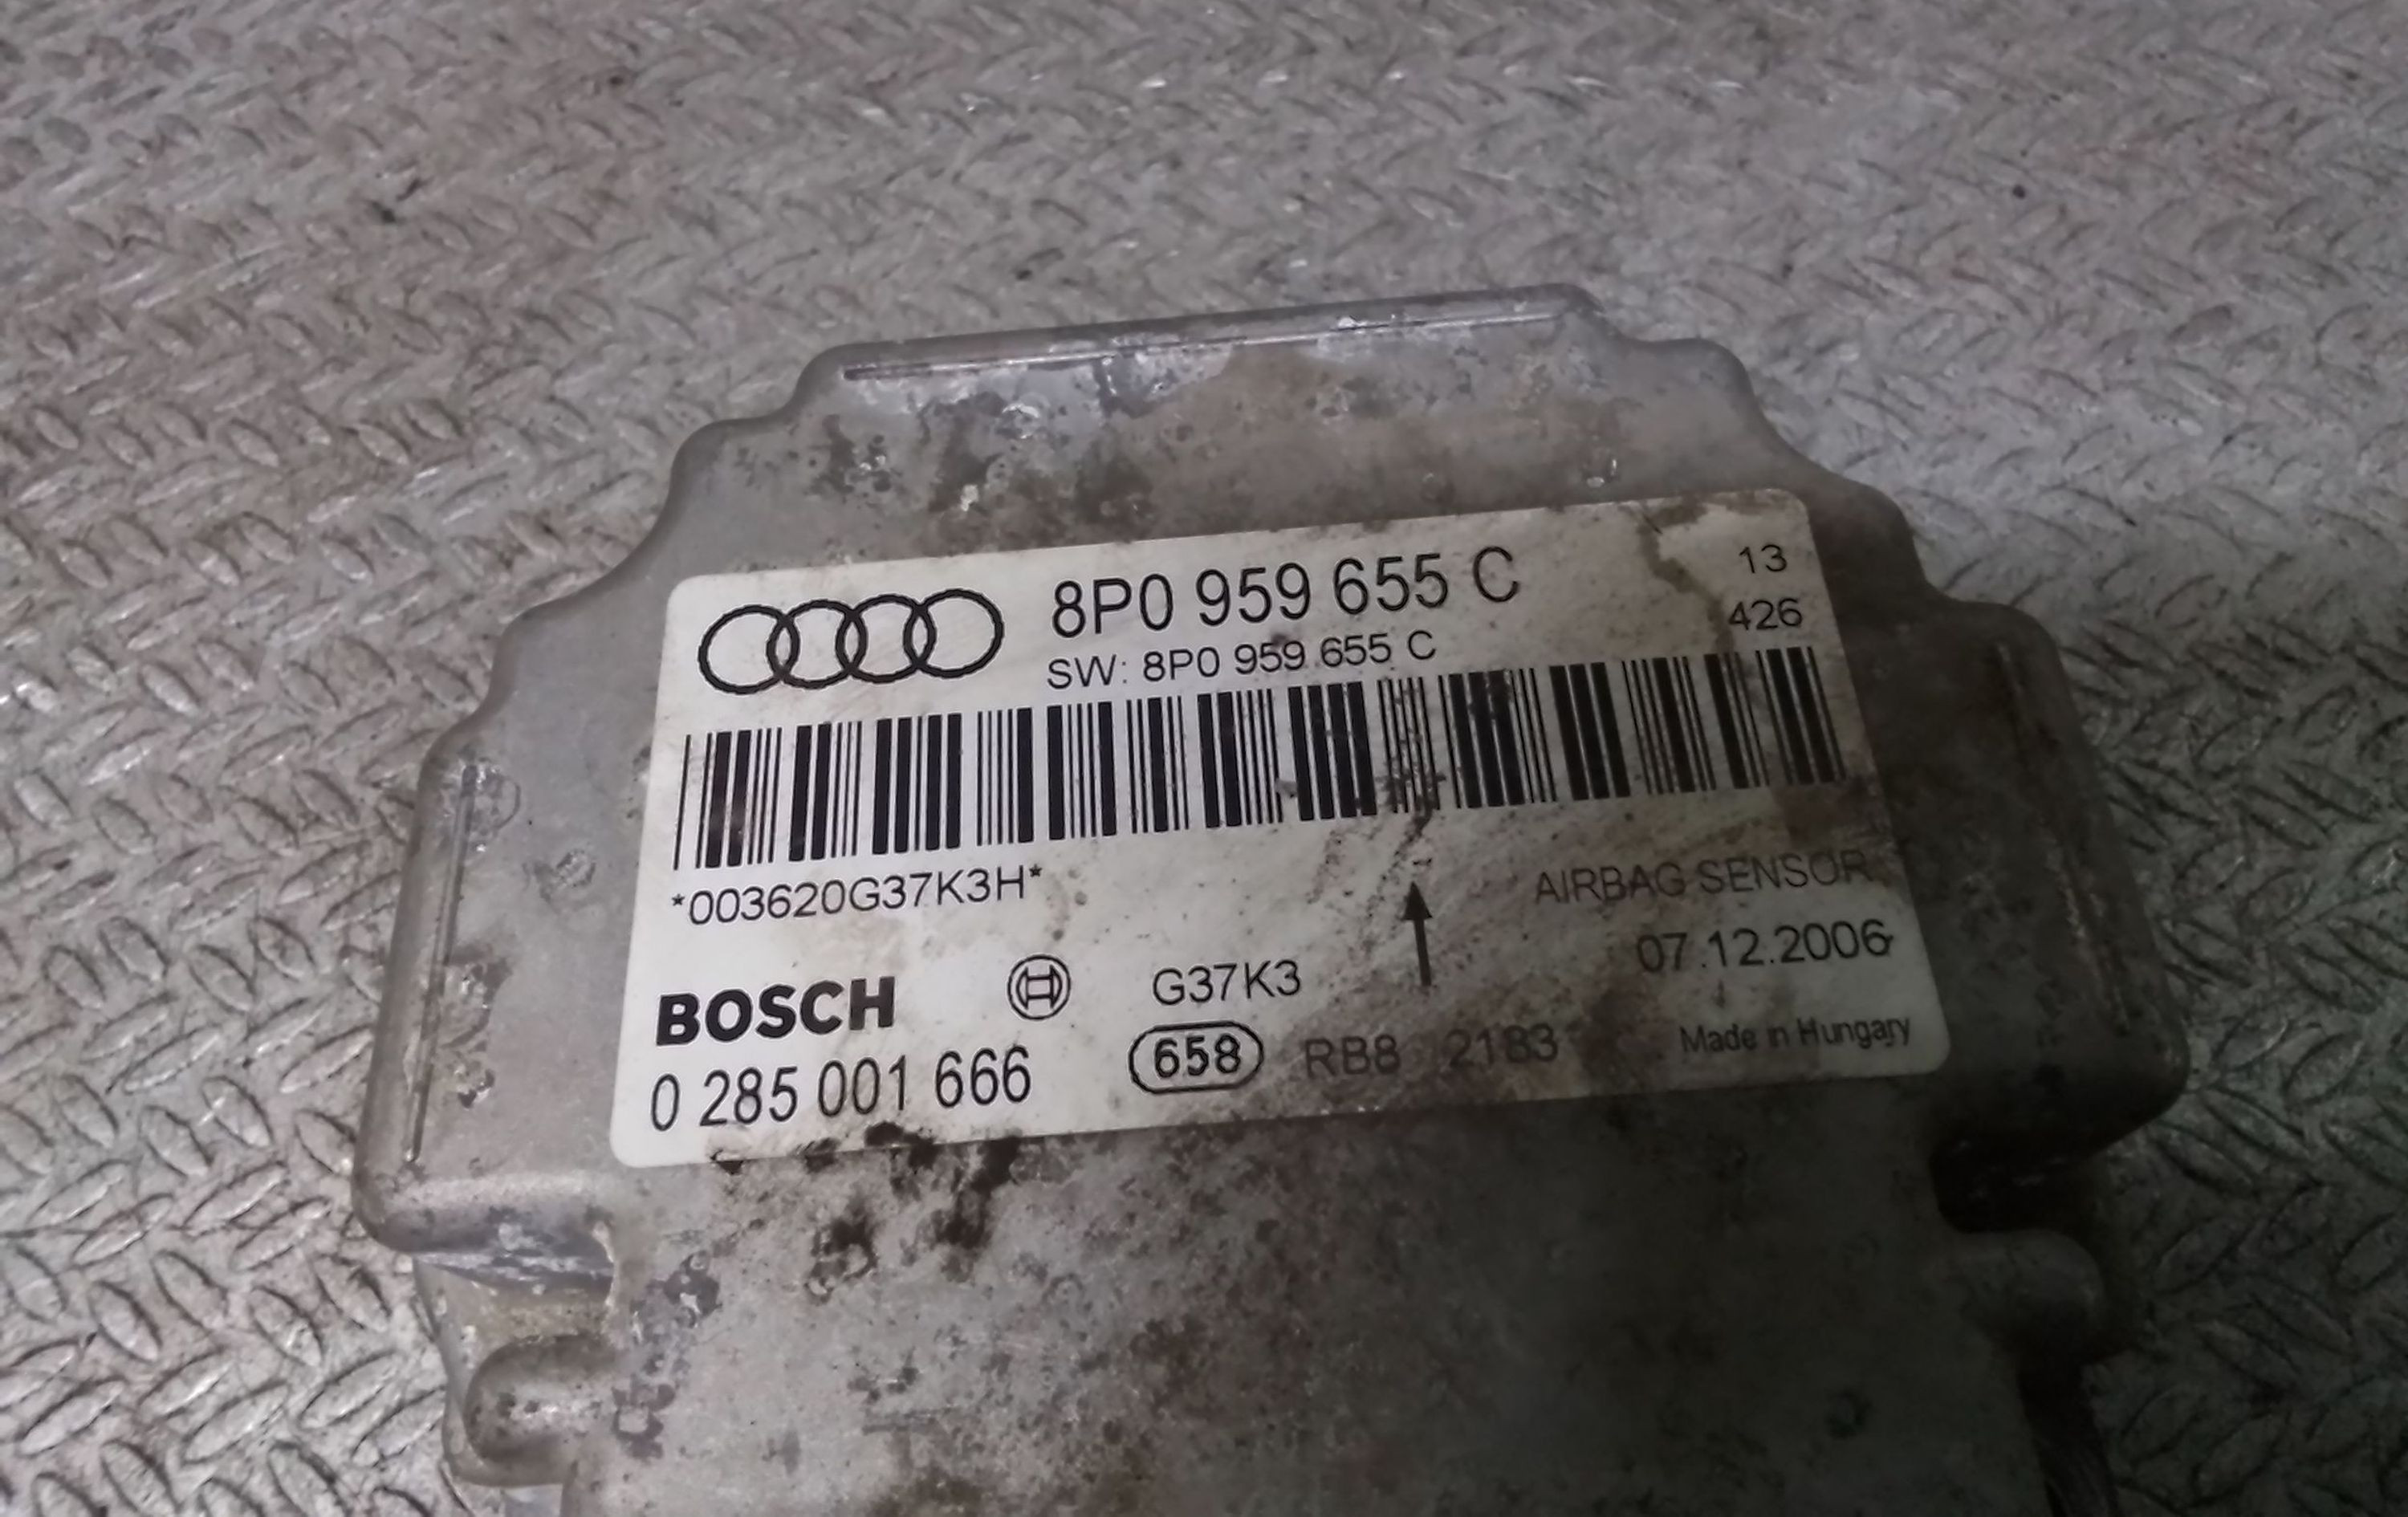 8P0 959 655 C
13
SW: 8P0 959 655 C
426
*003620G37K3H*
AIRBAG SENSOR
07.12.2006
BOSCH
G37K3
0 285 001 666
658
RB8 2183
Made in Hungary